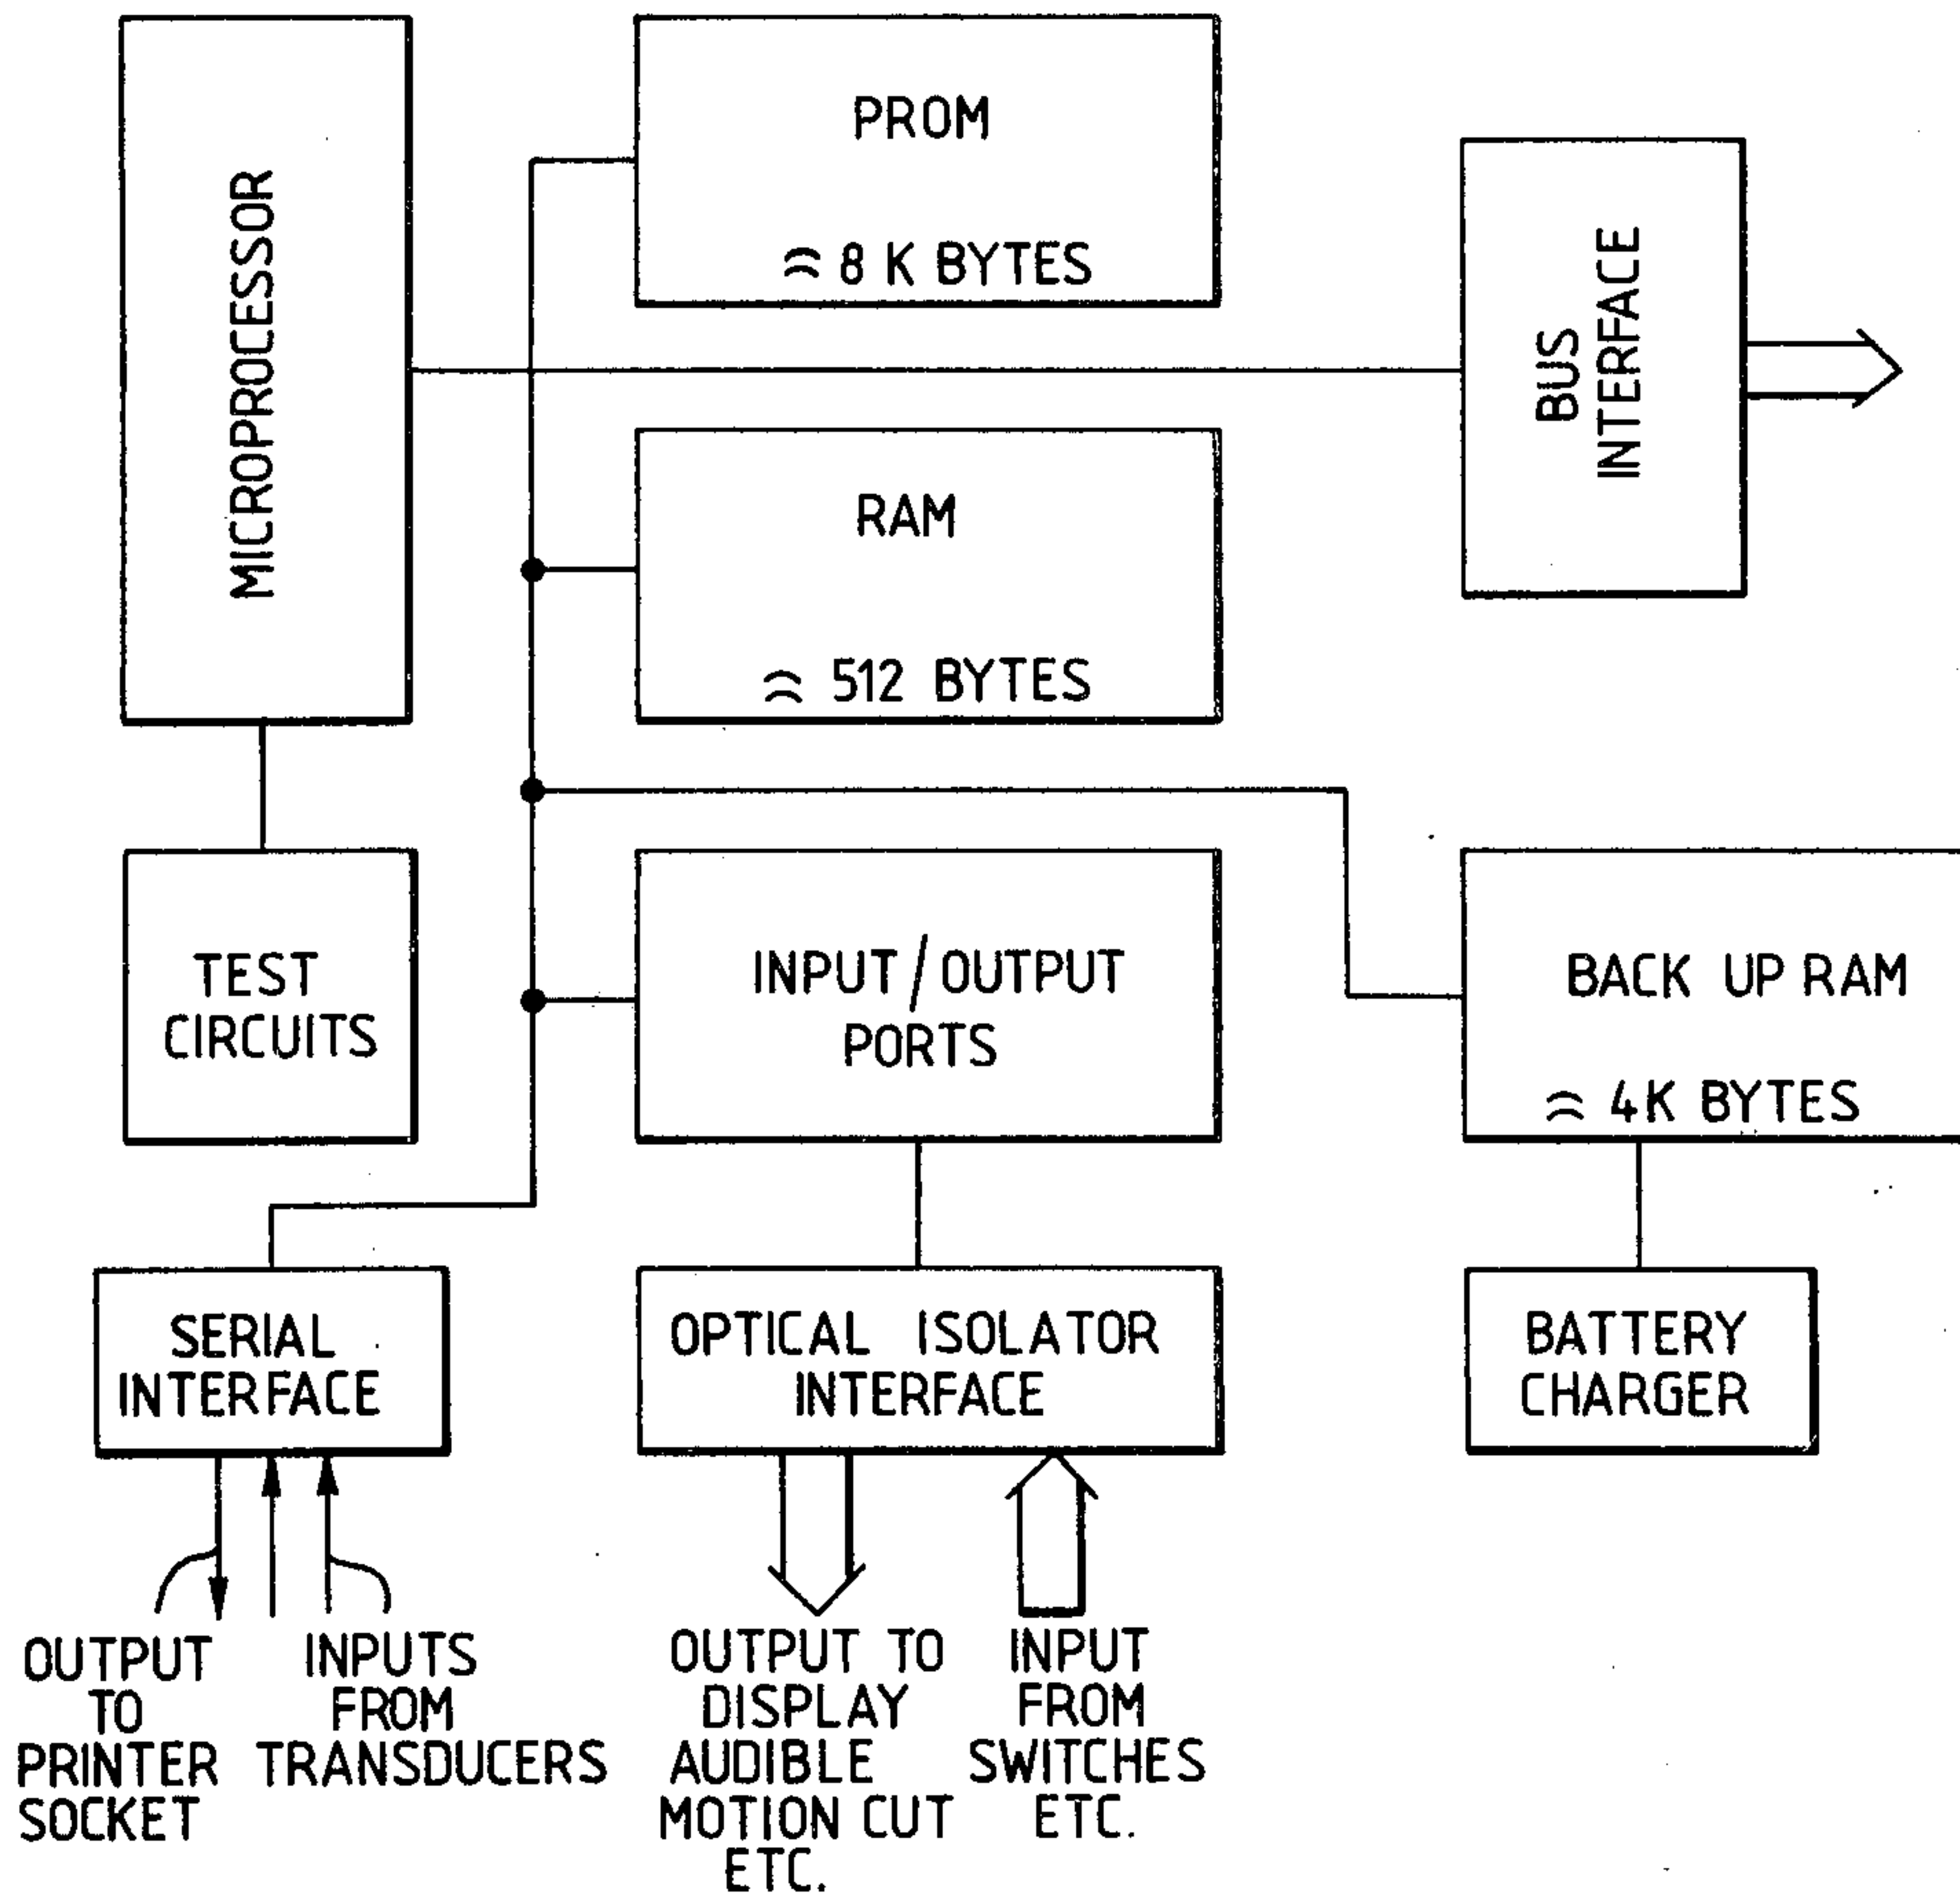 MICROPROCESSOR
PROM
≈ 8 K BYTES
BUS
INTERFACE
RAM
≈ 512 BYTES
TEST
CIRCUITS
INPUT/OUTPUT
PORTS
BACK UP RAM
≈ 4K BYTES
SERIAL
INTERFACE
OPTICAL ISOLATOR
INTERFACE
BATTERY
CHARGER
OUTPUT
TO
PRINTER
SOCKET
INPUTS
FROM
TRANSDUCERS
OUTPUT TO
DISPLAY
AUDIBLE
MOTION CUT
ETC.
INPUT
FROM
SWITCHES
ETC.